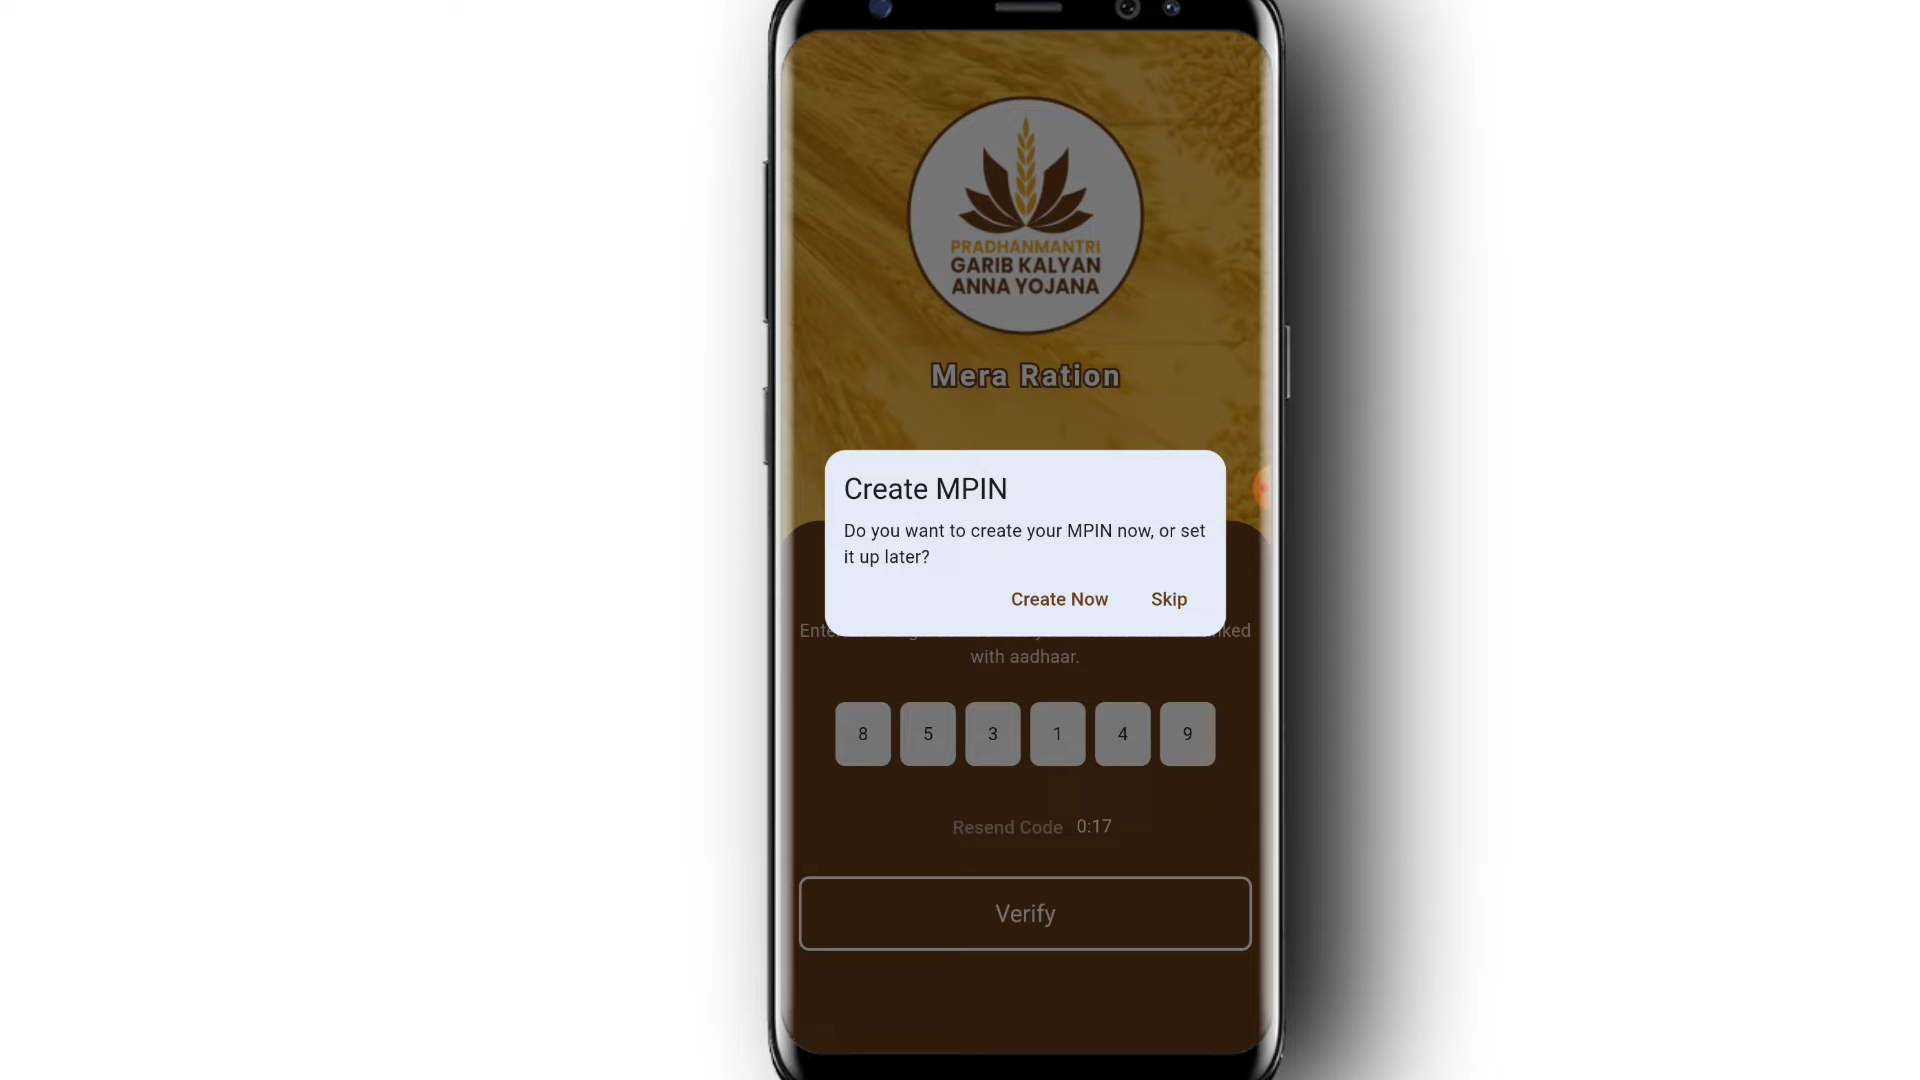 PRADHANMANTRI
GARIB KALYAN
ANNA YOJANA
Mera Ration
Create MPIN
Do you want to create your MPIN now, or set
it up later?
Create Now Skip
with aadhaar.
8 5 3 1 4 9
Resend Code 0:17
Verify